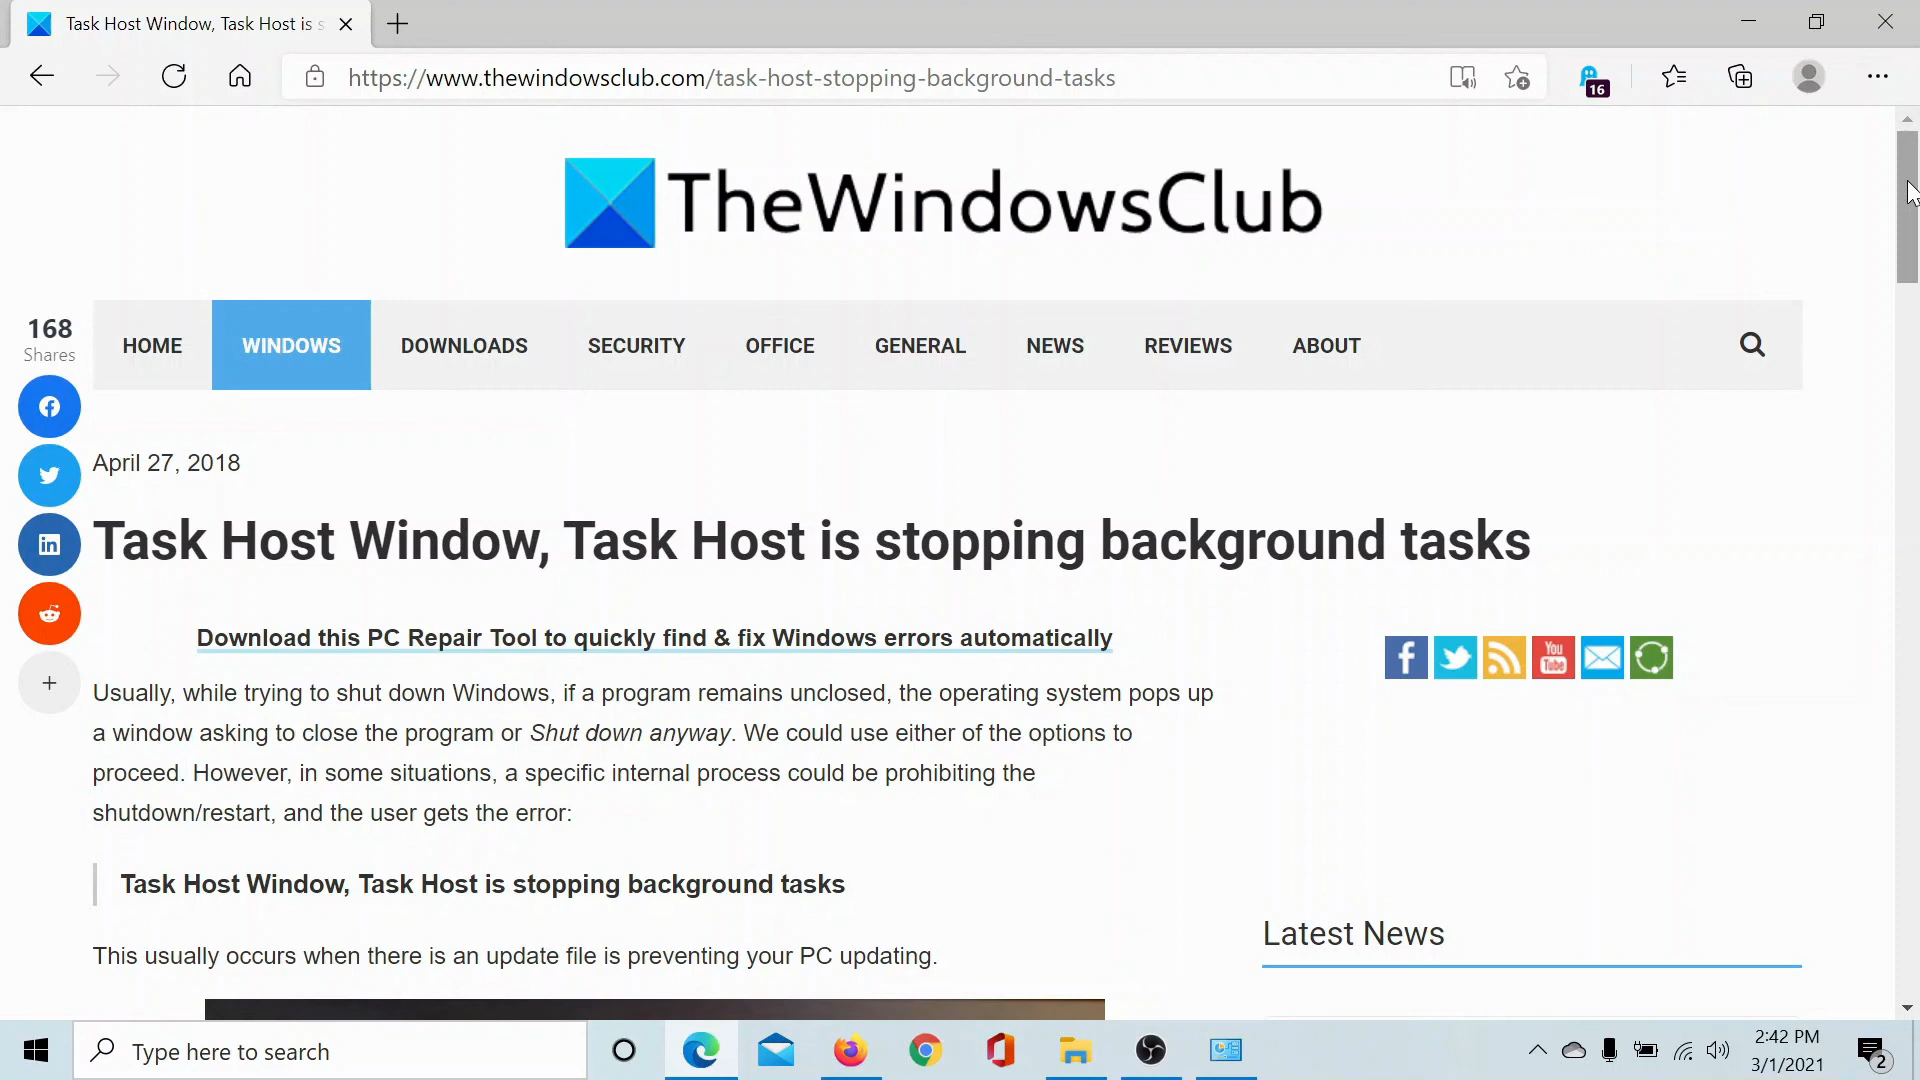 Task Host Window, Task Host is s
https://www.thewindowsclub.com/task-host-stopping-background-tasks
16
TheWindowsClub
168
Shares
HOME WINDOWS DOWNLOADS SECURITY OFFICE GENERAL NEWS REVIEWS ABOUT
April 27, 2018
Task Host Window, Task Host is stopping background tasks
Download this PC Repair Tool to quickly find & fix Windows errors automatically
Usually, while trying to shut down Windows, if a program remains unclosed, the operating system pops up
a window asking to close the program or Shut down anyway. We could use either of the options to
proceed. However, in some situations, a specific internal process could be prohibiting the
shutdown/restart, and the user gets the error:
Task Host Window, Task Host is stopping background tasks
This usually occurs when there is an update file is preventing your PC updating.
You
Tube
Latest News
Type here to search
2:42 PM
3/1/2021
2